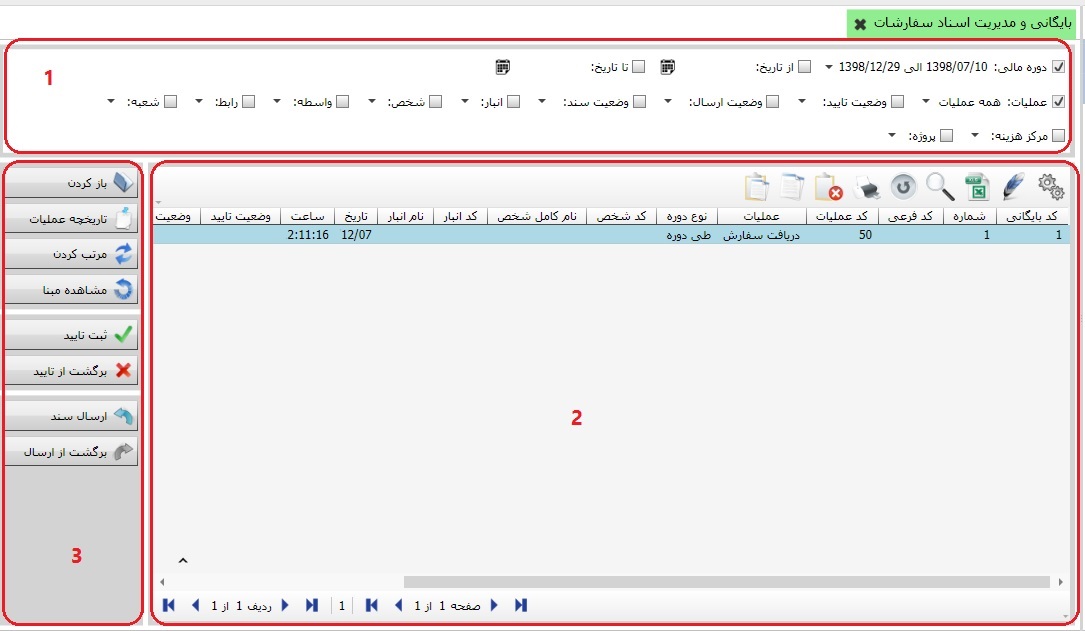 بایگانی و مدیریت اسناد سفارشات
1
دوره مالی: 1398/07/10 الی 1398/12/29 از تاریخ: تا تاریخ:
عملیات: همه عملیات وضعیت تایید: وضعیت ارسال: وضعیت سند: انبار: شخص: واسطه: رابط: شعبه:
مرکز هزینه: پروژه:
کد بایگانی شماره کد فرعی کد عملیات عملیات نوع دوره کد شخص نام کامل شخص کد انبار نام انبار تاریخ ساعت وضعیت تایید وضعیت
1 1 50 دریافت سفارش طی دوره 12/07 2:11:16
2
صفحه 1 از 1 1 ردیف 1 از 1
باز کردن
تاریخچه عملیات
مرتب کردن
مشاهده مبنا
ثبت تایید
برگشت از تایید
ارسال سند
برگشت از ارسال
3